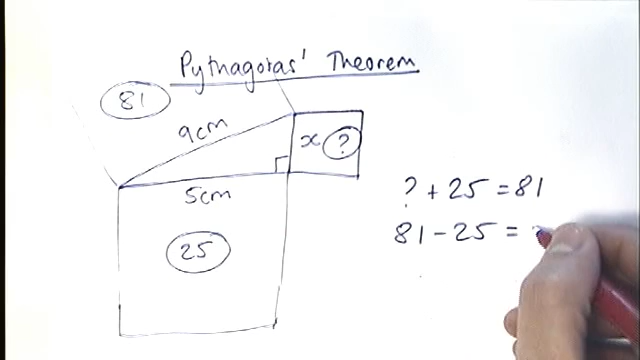 Pythagoras' Theorem
81
9cm
x ?
5cm
? + 25 = 81
81 - 25 =
25